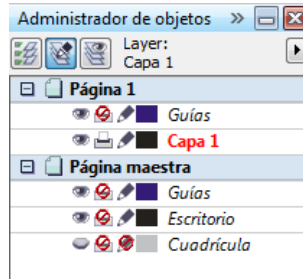 Administrador de objetos
Layer:
Capa 1
Página 1
Guías
Capa 1
Página maestra
Guías
Escritorio
Cuadrícula